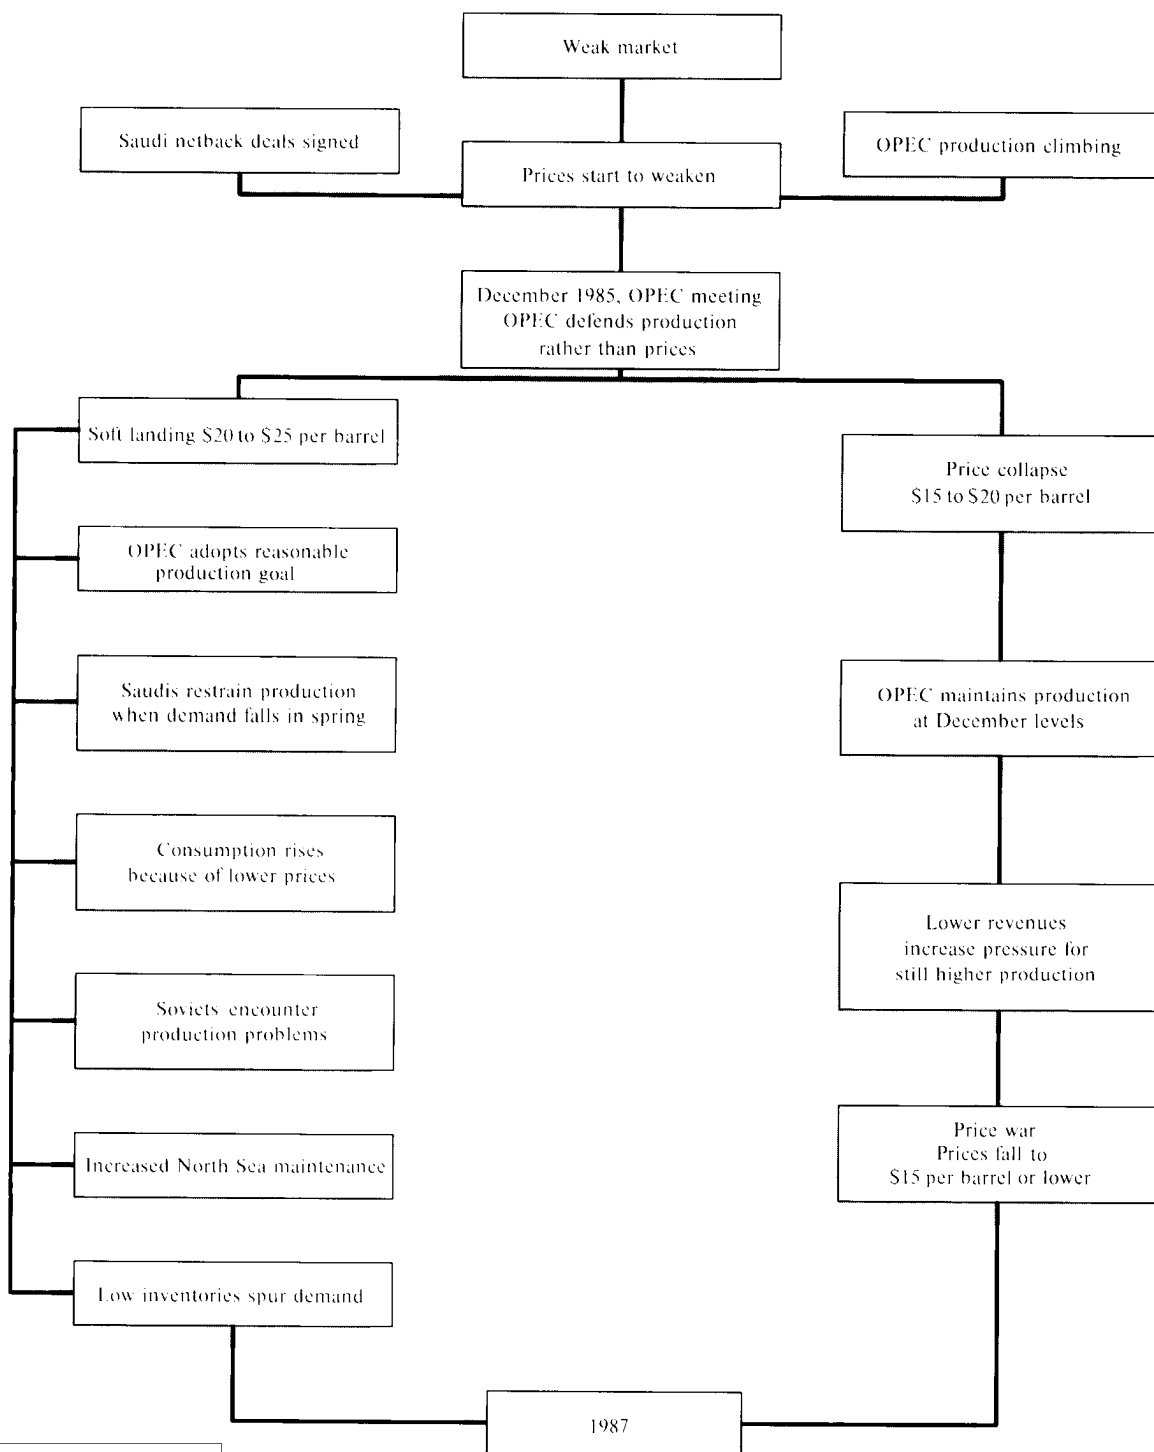 Weak market
Saudi netback deals signed
Prices start to weaken
OPEC production climbing
December 1985, OPEC meeting
OPEC defends production
rather than prices
Soft landing $20 to $25 per barrel
OPEC adopts reasonable
production goal
Saudis restrain production
when demand falls in spring
Consumption rises
because of lower prices
Soviets encounter
production problems
Increased North Sea maintenance
Low inventories spur demand
Price collapse
$15 to $20 per barrel
OPEC maintains production
at December levels
Lower revenues
increase pressure for
still higher production
Price war
Prices fall to
$15 per barrel or lower
1987